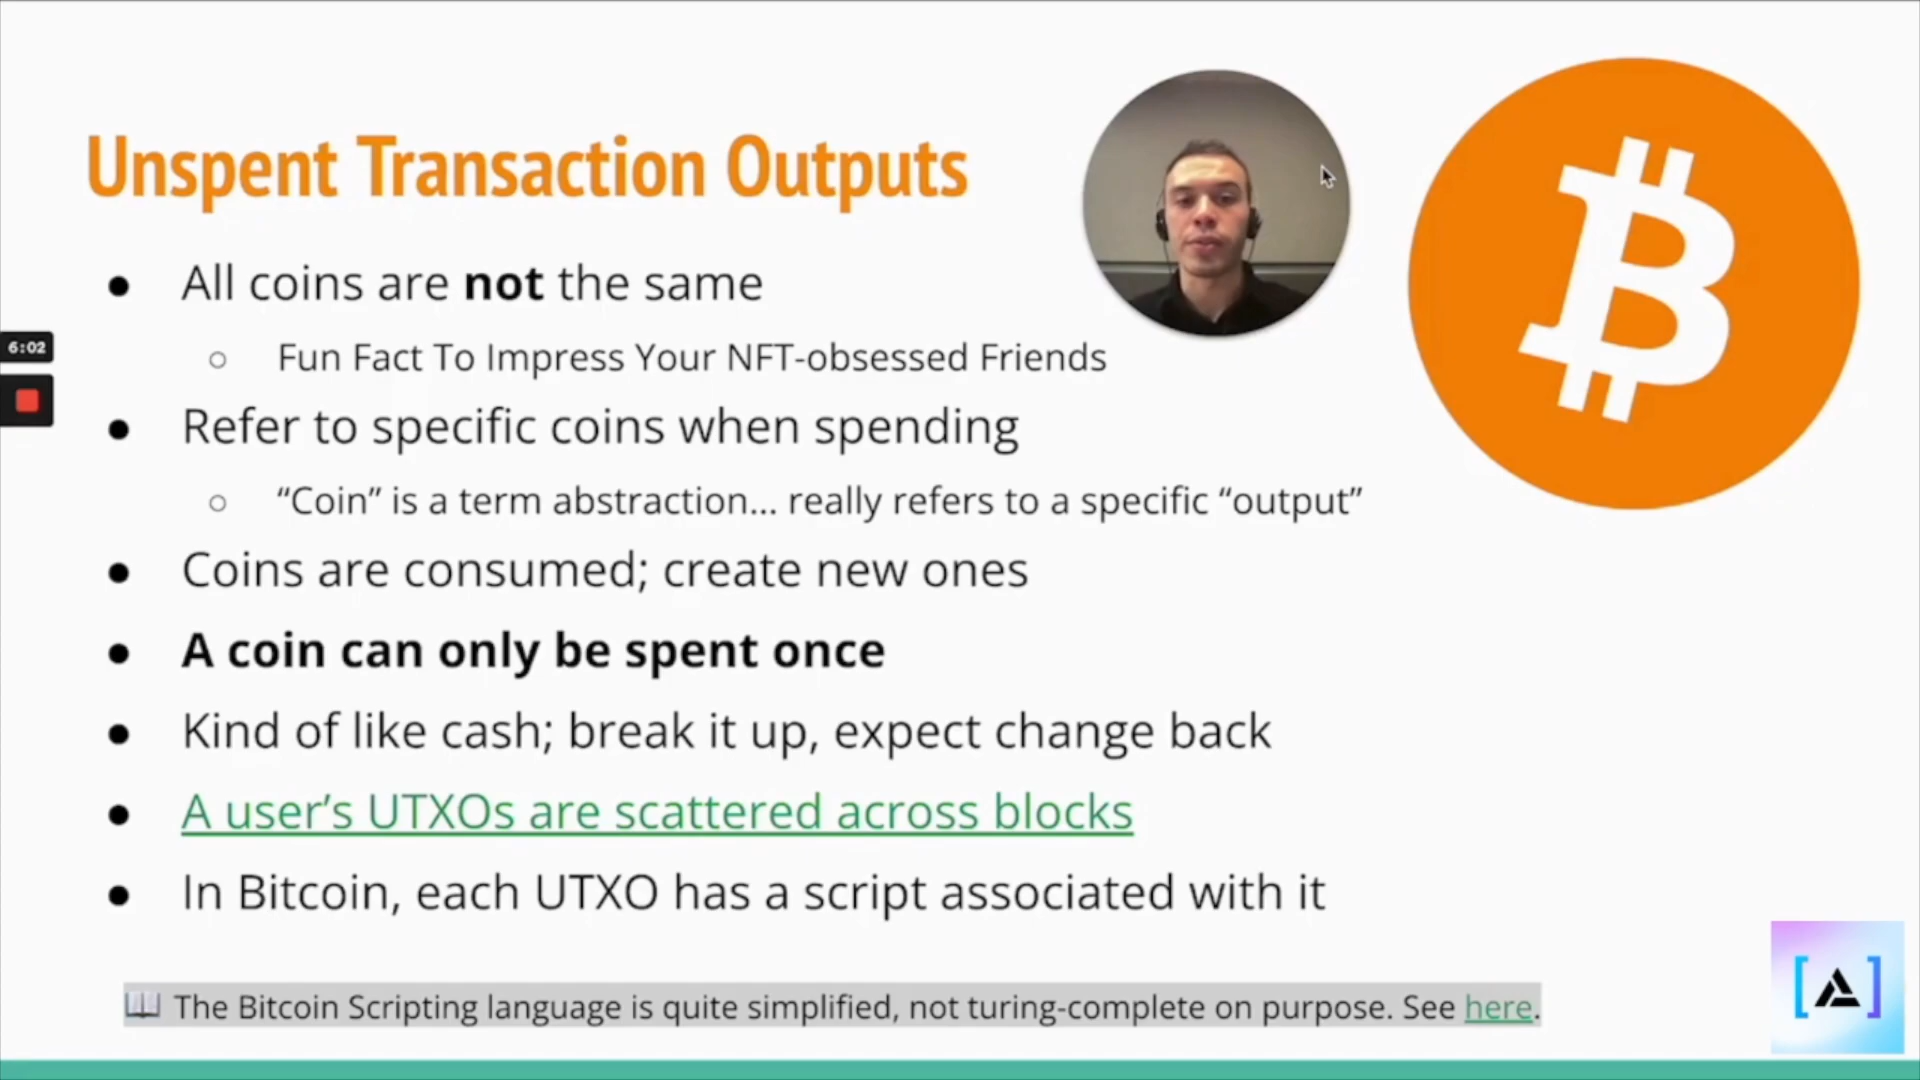 Unspent Transaction Outputs
● All coins are not the same
○ Fun Fact To Impress Your NFT-obsessed Friends
6:02
● Refer to specific coins when spending
○ “Coin” is a term abstraction... really refers to a specific “output”
● Coins are consumed; create new ones
● A coin can only be spent once
● Kind of like cash; break it up, expect change back
● A user’s UTXOs are scattered across blocks
● In Bitcoin, each UTXO has a script associated with it
📖 The Bitcoin Scripting language is quite simplified, not turing-complete on purpose. See here.